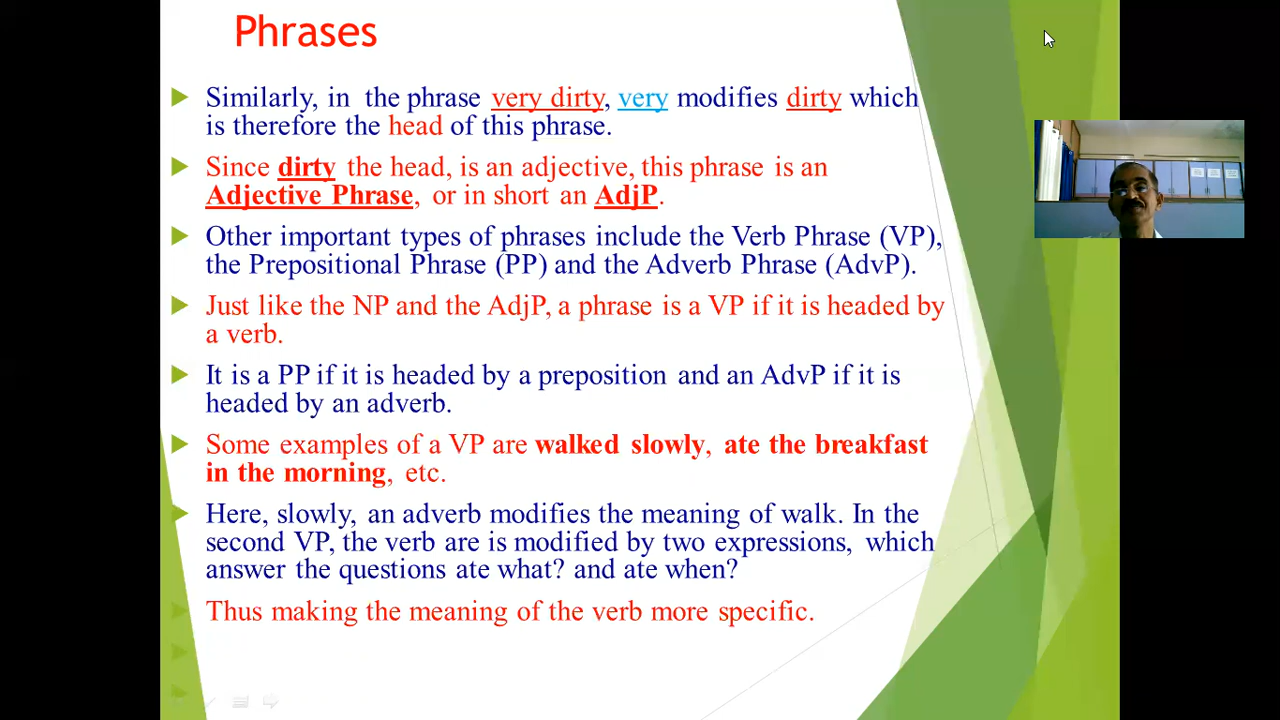 Phrases
Similarly, in the phrase very dirty, very modifies dirty which
is therefore the head of this phrase.
Since dirty the head, is an adjective, this phrase is an
Adjective Phrase, or in short an AdjP.
Other important types of phrases include the Verb Phrase (VP),
the Prepositional Phrase (PP) and the Adverb Phrase (AdvP).
Just like the NP and the AdjP, a phrase is a VP if it is headed by
a verb.
It is a PP if it is headed by a preposition and an AdvP if it is
headed by an adverb.
Some examples of a VP are walked slowly, ate the breakfast
in the morning, etc.
Here, slowly, an adverb modifies the meaning of walk. In the
second VP, the verb are is modified by two expressions, which
answer the questions ate what? and ate when?
Thus making the meaning of the verb more specific.